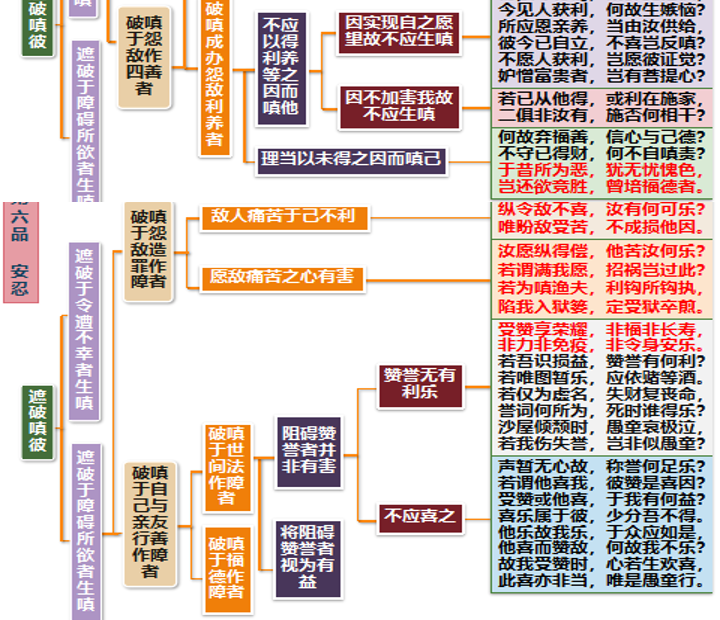 破嗔彼
嗔
遮破于障碍所欲者生嗔
破嗔于怨敌作四善者
破嗔成办怨敌利养者
不应以得利养等之因而嗔他
因实现自之愿里故不应生嗔
因不加害我故不应生嗔
理当以未得之因而嗔己
今见人获利，何故生嫉恼？
所应恩亲养，当由汝供给，
彼今已自立，不喜岂反嗔？
不愿人获利，岂愿彼证觉？
妒憎富贵者，岂有菩提心？
若已从他得，或利在施家，
二俱非汝有，施否何相干？
何故弃福善，信心与己德？
不守已得财，何不自嗔责？
于昔所为恶，犹无忧愧色，
岂还欲竞胜，曾培福德者。
第六品 安忍
遮破嗔彼
遮破于令遭不幸者生嗔
遮破于障碍所欲者生嗔
破嗔于怨敌造罪作障者
敌人痛苦于己不利
愿敌痛苦之心有害
纵令敌不喜，汝有何可乐？
唯盼敌受苦，不成损他因。
汝愿纵得偿，他苦汝何乐？
若谓满我愿，招祸岂过此？
若为嗔渔夫，利钩所钩执，
陷我入狱篓，定受狱卒煎。
破嗔于自己与亲友行善作障者
破嗔于世间法作障者
破嗔于福德作障者
阻碍赞誉者并非有害
将阻碍赞誉者视为有益
赞誉无有利乐
不应喜之
受赞享荣耀，非福非长寿，
非力非免疫，非令身安乐。
若吾识损益，赞誉有何利？
若唯图暂乐，应依赌等酒。
若仅为虚名，失财复丧命，
誉词何所为，死时谁得乐？
沙屋倾颓时，愚童哀极泣，
若我伤失誉，岂非似愚童？
声暂无心故，称誉何足乐？
若谓他喜我，彼赞是喜因？
受赞或他喜，于我有何益？
喜乐属于彼，少分吾不得。
他乐故我乐，于众应如是，
他喜而赞敌，何故我不乐？
故我受赞时，心若生欢喜，
此喜亦非当，唯是愚童行。